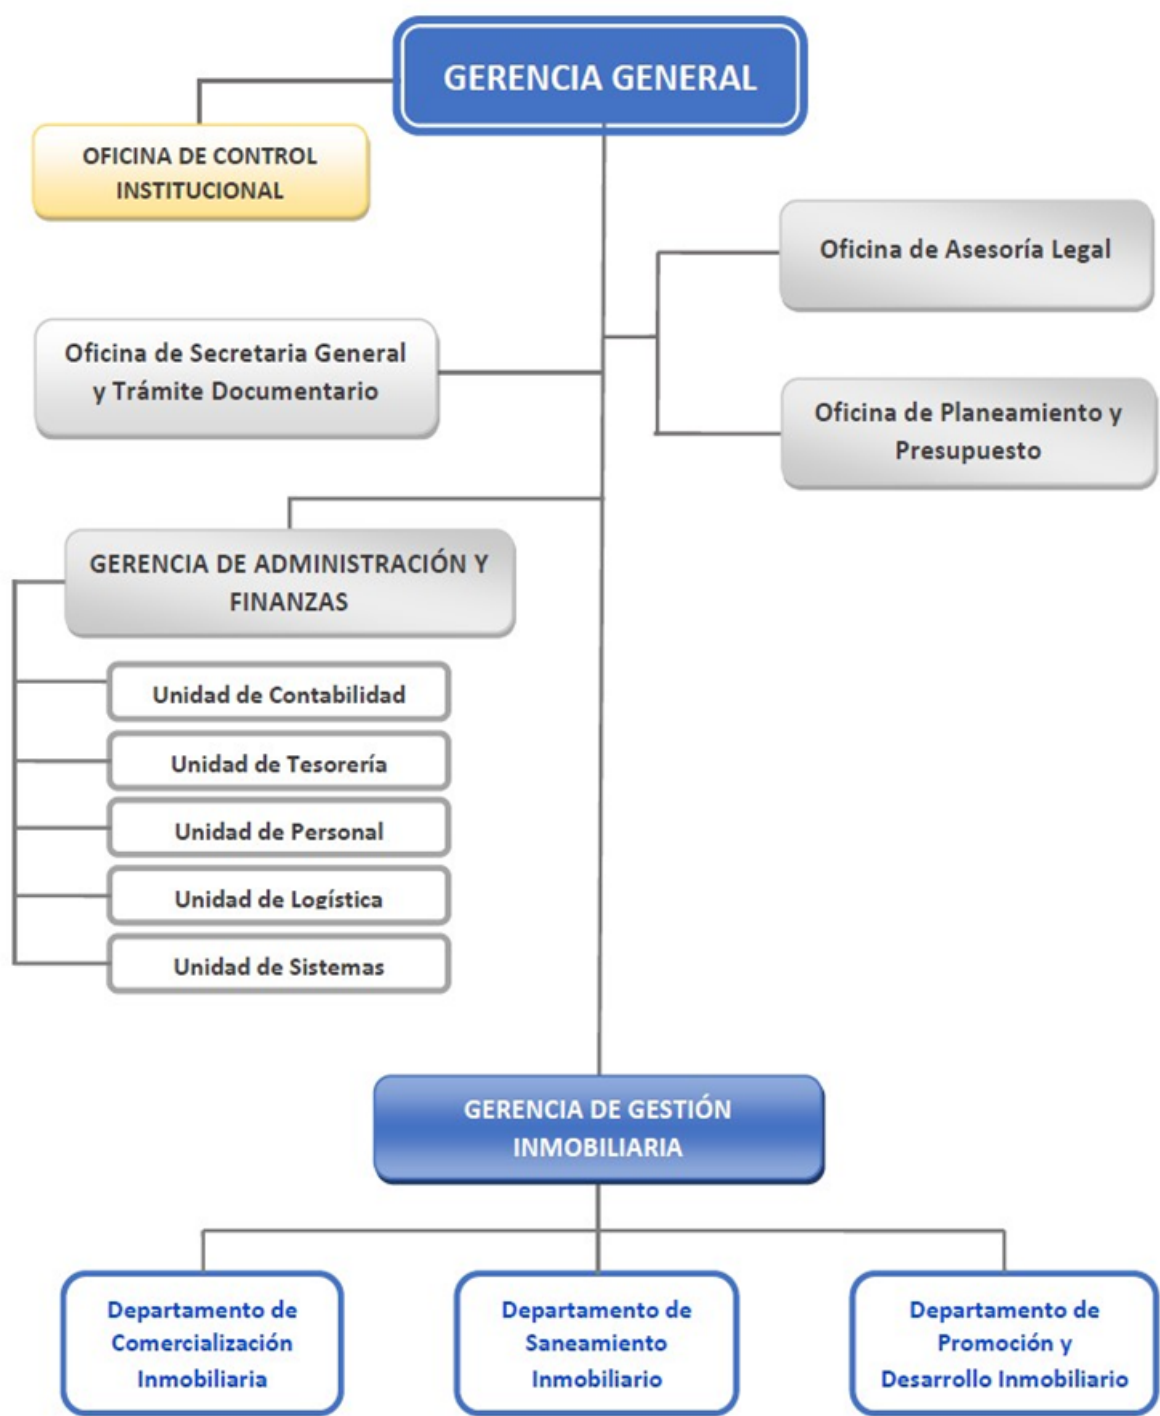 GERENCIA GENERAL
OFICINA DE CONTROL
INSTITUCIONAL
Oficina de Asesoría Legal
Oficina de Secretaria General
y Trámite Documentario
Oficina de Planeamiento y
Presupuesto
GERENCIA DE ADMINISTRACIÓN Y
FINANZAS
Unidad de Contabilidad
Unidad de Tesorería
Unidad de Personal
Unidad de Logística
Unidad de Sistemas
GERENCIA DE GESTIÓN
INMOBILIARIA
Departamento de
Comercialización
Inmobiliaria
Departamento de
Saneamiento
Inmobiliario
Departamento de
Promoción y
Desarrollo Inmobiliario